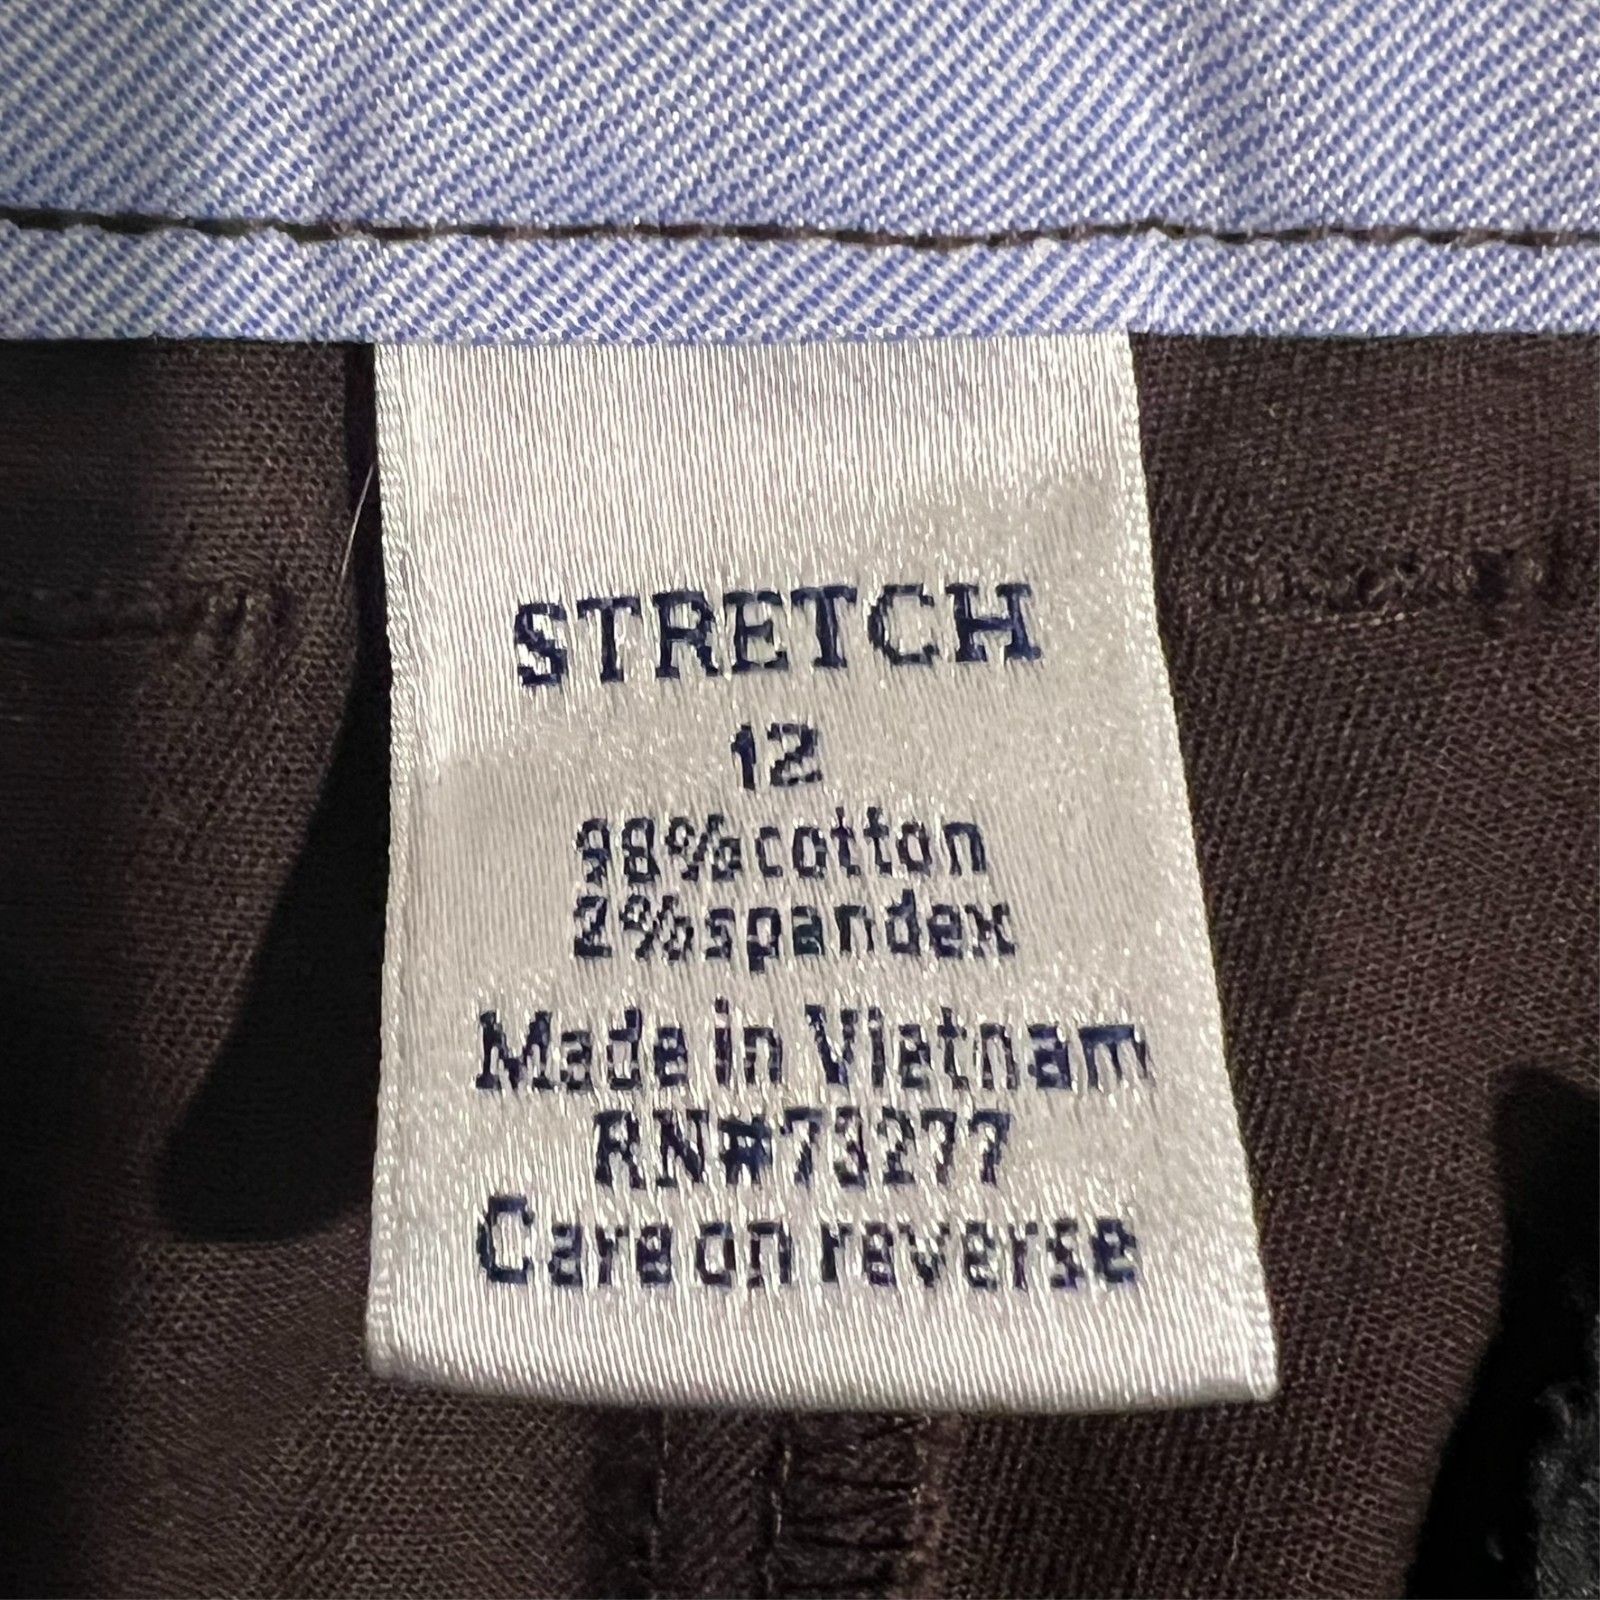 STRETCH
12
98% cotton
2% spandex
Made in Vietnam
RN#73277
Care on reverse